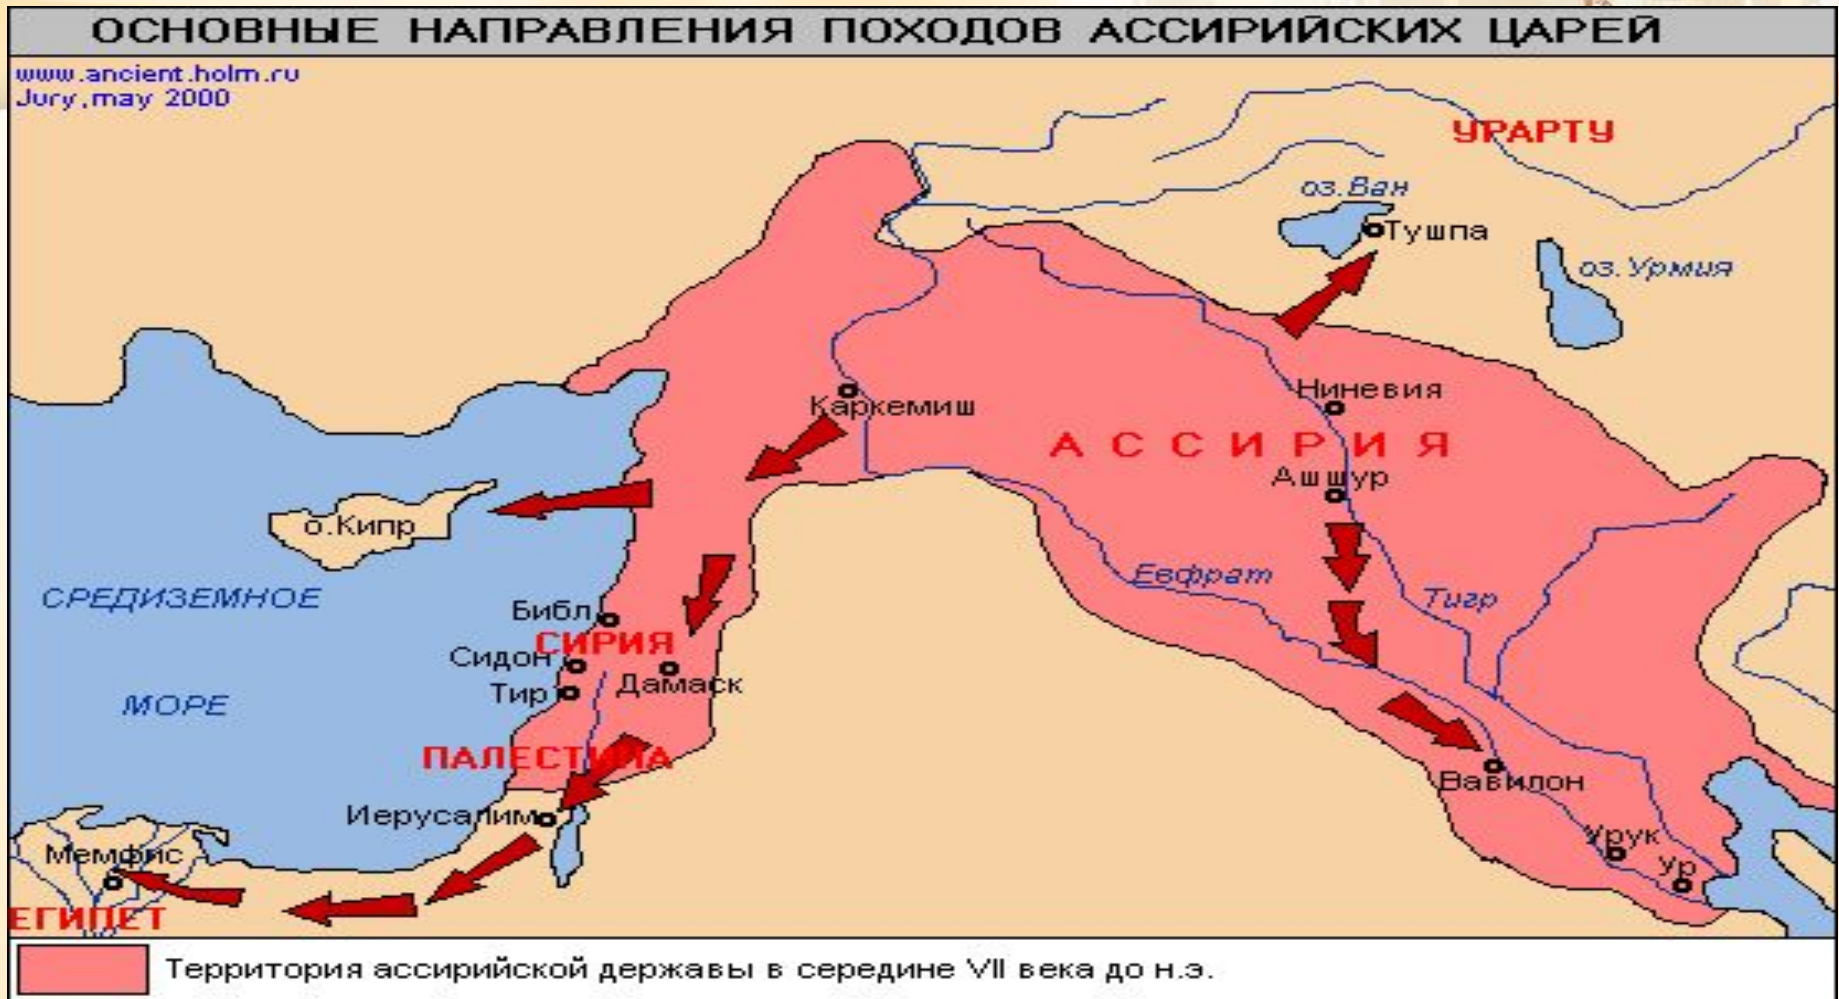 ОСНОВНЫЕ НАПРАВЛЕНИЯ ПОХОДОВ АССИРИЙСКИХ ЦАРЕЙ
www.ancient.holm.ru
Jury,may 2000
УРАРТУ
оз.Ван
Тушпа
оз.Урмия
Каркемиш
Ниневия
АССИРИЯ
Ашшур
о.Кипр
Евфрат
Тигр
СРЕДИЗЕМНОЕ
МОРЕ
Библ
СИРИЯ
Сидон
Дамаск
Тир
ПАЛЕСТИНА
Вавилон
Иерусалим
Урук
Ур
Мемфис
ЕГИПЕТ
Территория ассирийской державы в середине VII века до н.э.